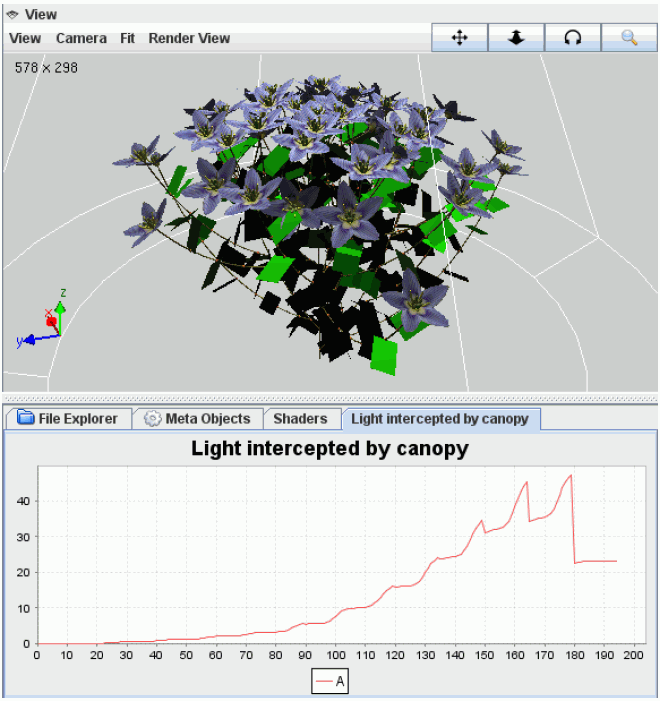 View
View Camera Fit Render View
578 x 298
z
x
y
File Explorer Meta Objects Shaders Light intercepted by canopy
Light intercepted by canopy
40
30
20
10
0
0 10 20 30 40 50 60 70 80 90 100 110 120 130 140 150 160 170 180 190 200
A